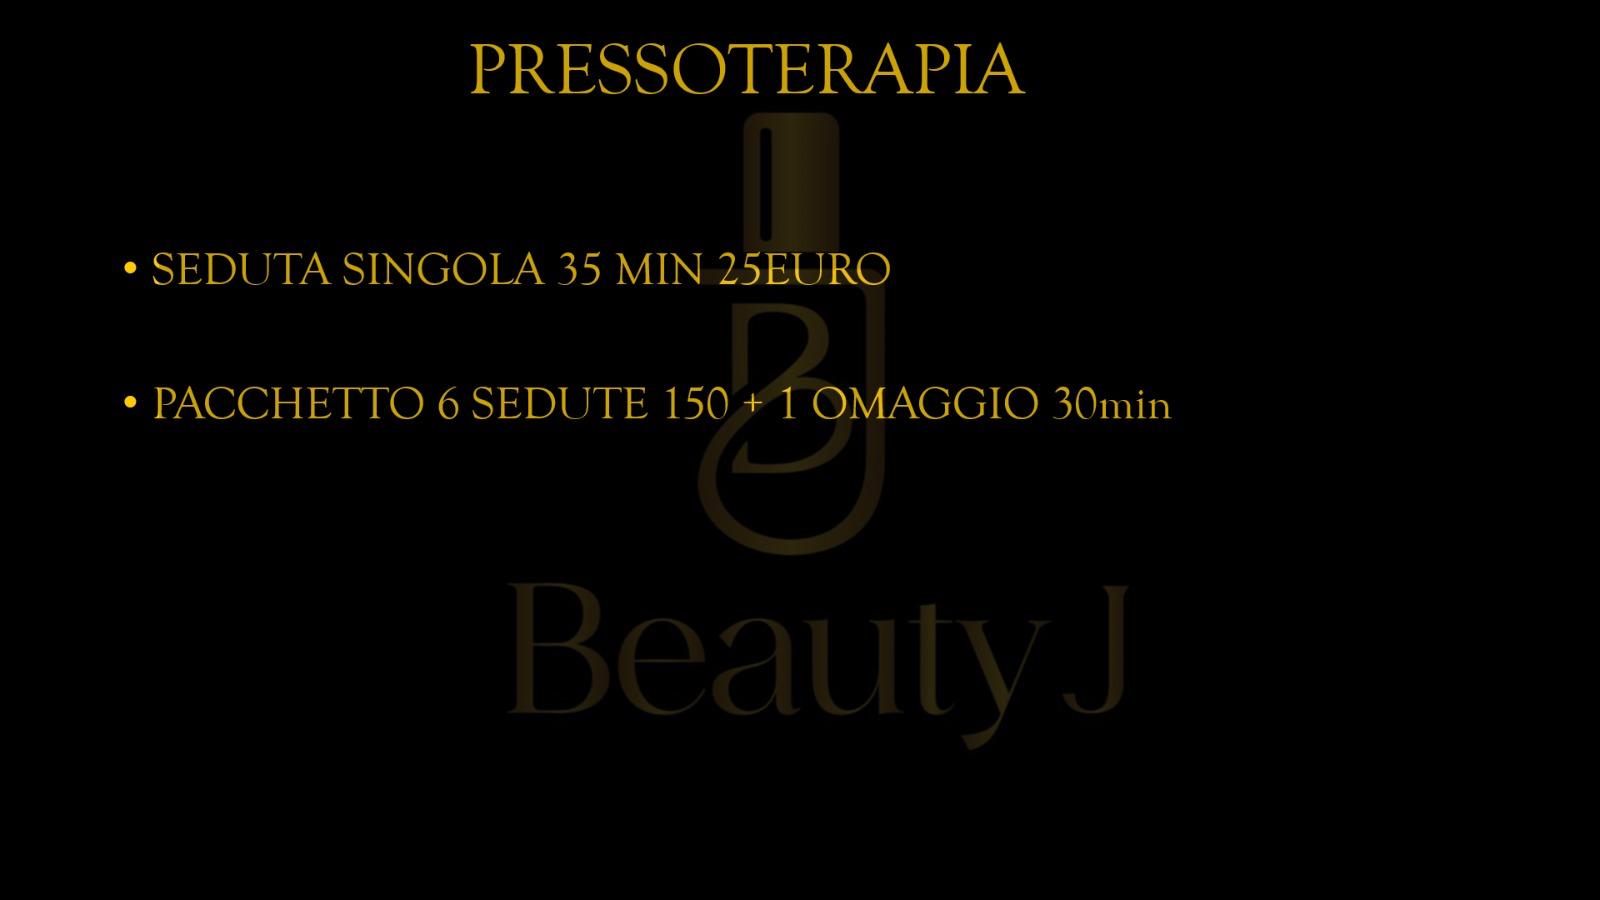 PRESSOTERAPIA
• SEDUTA SINGOLA 35 MIN 25EURO
• PACCHETTO 6 SEDUTE 150 + 1 OMAGGIO 30min
B
Beauty J